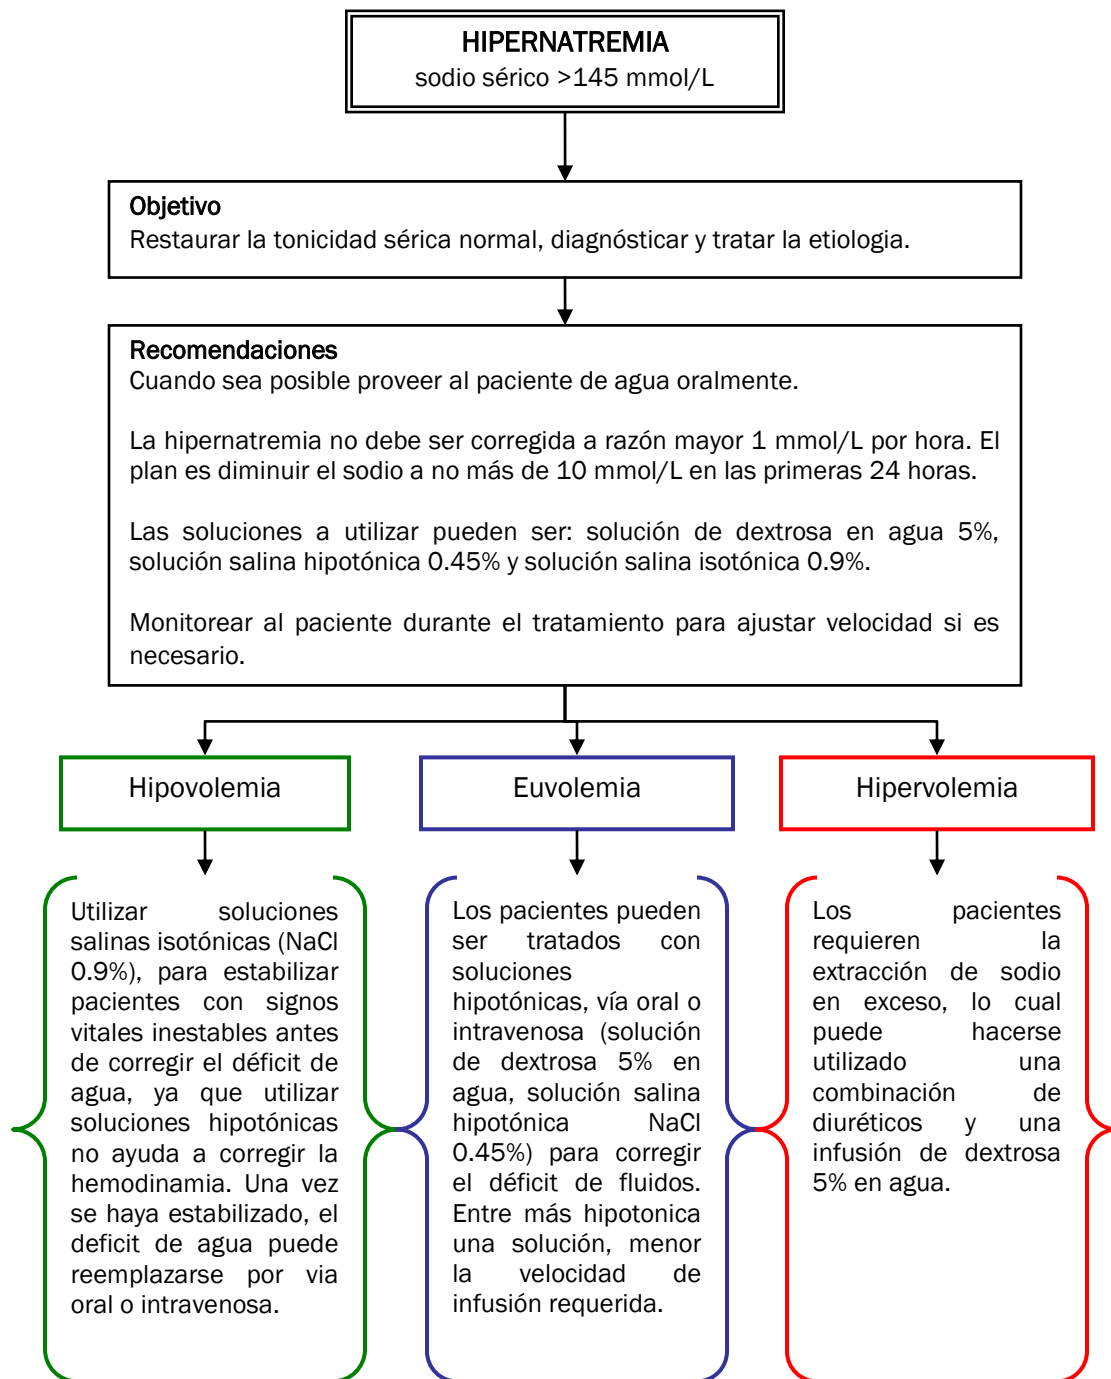 HIPERNATREMIA
sodio sérico >145 mmol/L
Objetivo
Restaurar la tonicidad sérica normal, diagnósticar y tratar la etiologia.
Recomendaciones
Cuando sea posible proveer al paciente de agua oralmente.
La hipernatremia no debe ser corregida a razón mayor 1 mmol/L por hora. El
plan es diminuir el sodio a no más de 10 mmol/L en las primeras 24 horas.
Las soluciones a utilizar pueden ser: solución de dextrosa en agua 5%,
solución salina hipotónica 0.45% y solución salina isotónica 0.9%.
Monitorear al paciente durante el tratamiento para ajustar velocidad si es
necesario.
Hipovolemia
Utilizar soluciones
salinas isotónicas (NaCl
0.9%), para estabilizar
pacientes con signos
vitales inestables antes
de corregir el déficit de
agua, ya que utilizar
soluciones hipotónicas
no ayuda a corregir la
hemodinamia. Una vez
se haya estabilizado, el
deficit de agua puede
reemplazarse por via
oral o intravenosa.
Euvolemia
Los pacientes pueden
ser tratados con
soluciones
hipotónicas, vía oral o
intravenosa (solución
de dextrosa 5% en
agua, solución salina
hipotónica NaCl
0.45%) para corregir
el déficit de fluidos.
Entre más hipotonica
una solución, menor
la velocidad de
infusión requerida.
Hipervolemia
Los pacientes
requieren la
extracción de sodio
en exceso, lo cual
puede hacerse
utilizado una
combinación de
diuréticos y una
infusión de dextrosa
5% en agua.